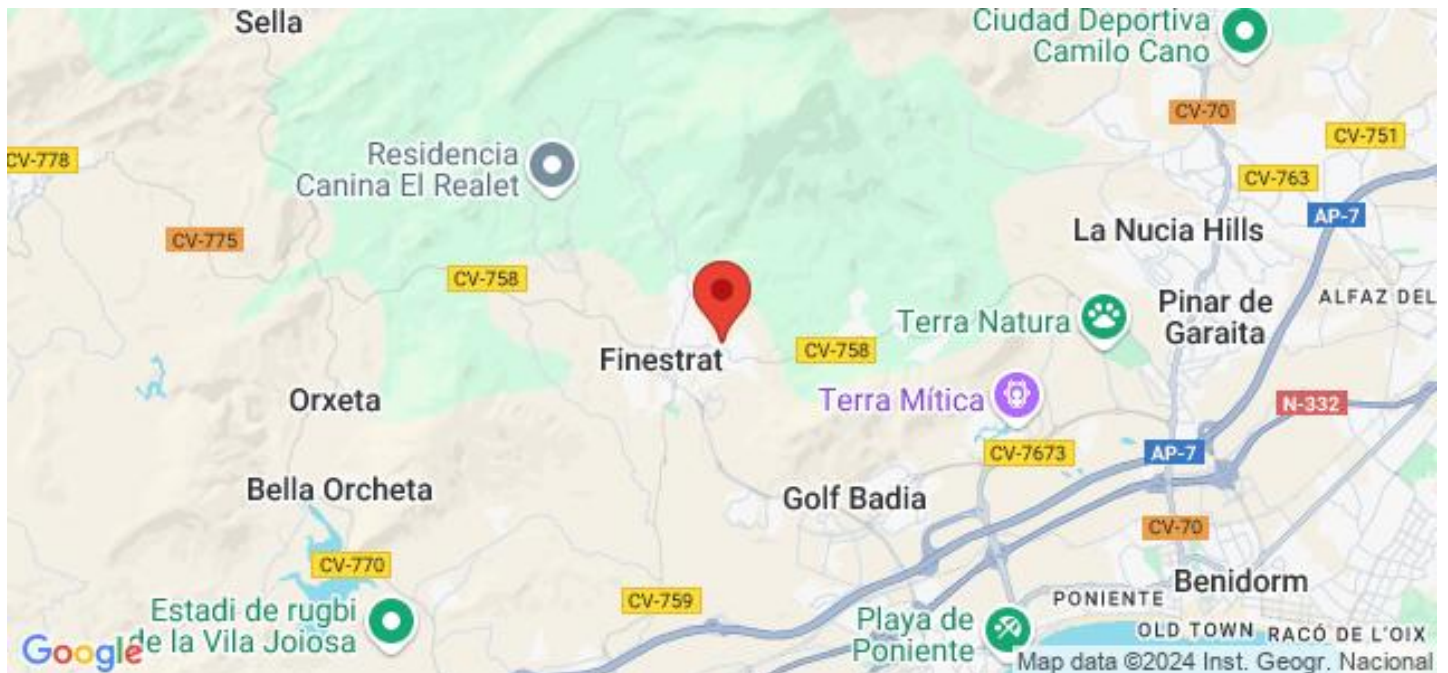 Sella
Ciudad Deportiva
Camilo Cano
CV-70
CV-751
CV-778
Residencia
Canina El Realet
CV-763
AP-7
La Nucia Hills
CV-775
CV-758
Pinar de
Garaita
ALFAZ DEL
Terra Natura
CV-758
Finestrat
Orxeta
Terra Mítica
N-332
CV-7673
AP-7
Bella Orcheta
Golf Badia
CV-70
CV-770
Benidorm
CV-759
PONIENTE
Estadi de rugbi
de la Vila Joiosa
Playa de
Poniente
OLD TOWN
RACÓ DE L'OIX
Google
Map data ©2024 Inst. Geogr. Nacional